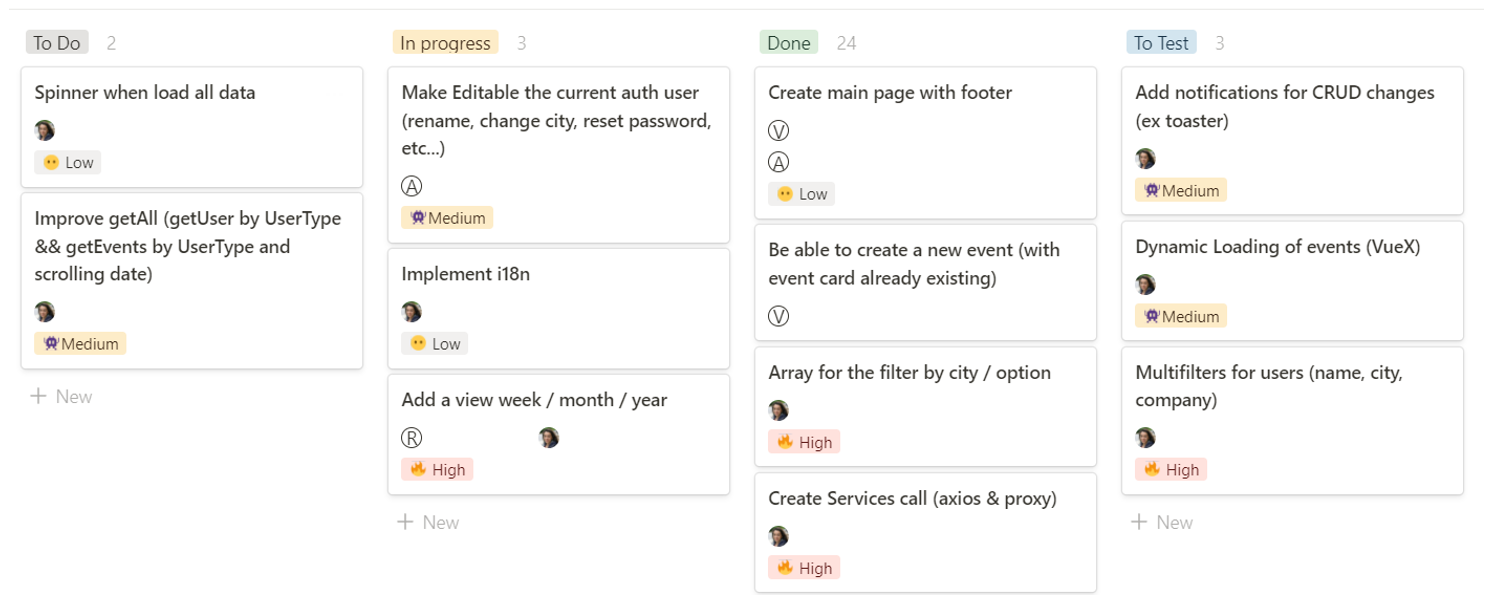 To Do 2
Spinner when load all data
Low
Improve getAll (getUser by UserType
&& getEvents by UserType and
scrolling date)
Medium
+ New
In progress 3
Make Editable the current auth user
(rename, change city, reset password,
etc...)
A
Medium
Implement i18n
Low
Add a view week / month / year
R
High
+ New
Done 24
Create main page with footer
V
A
Low
Be able to create a new event (with
event card already existing)
V
Array for the filter by city / option
High
Create Services call (axios & proxy)
High
To Test 3
Add notifications for CRUD changes
(ex toaster)
Medium
Dynamic Loading of events (VueX)
Medium
Multifilters for users (name, city,
company)
High
+ New